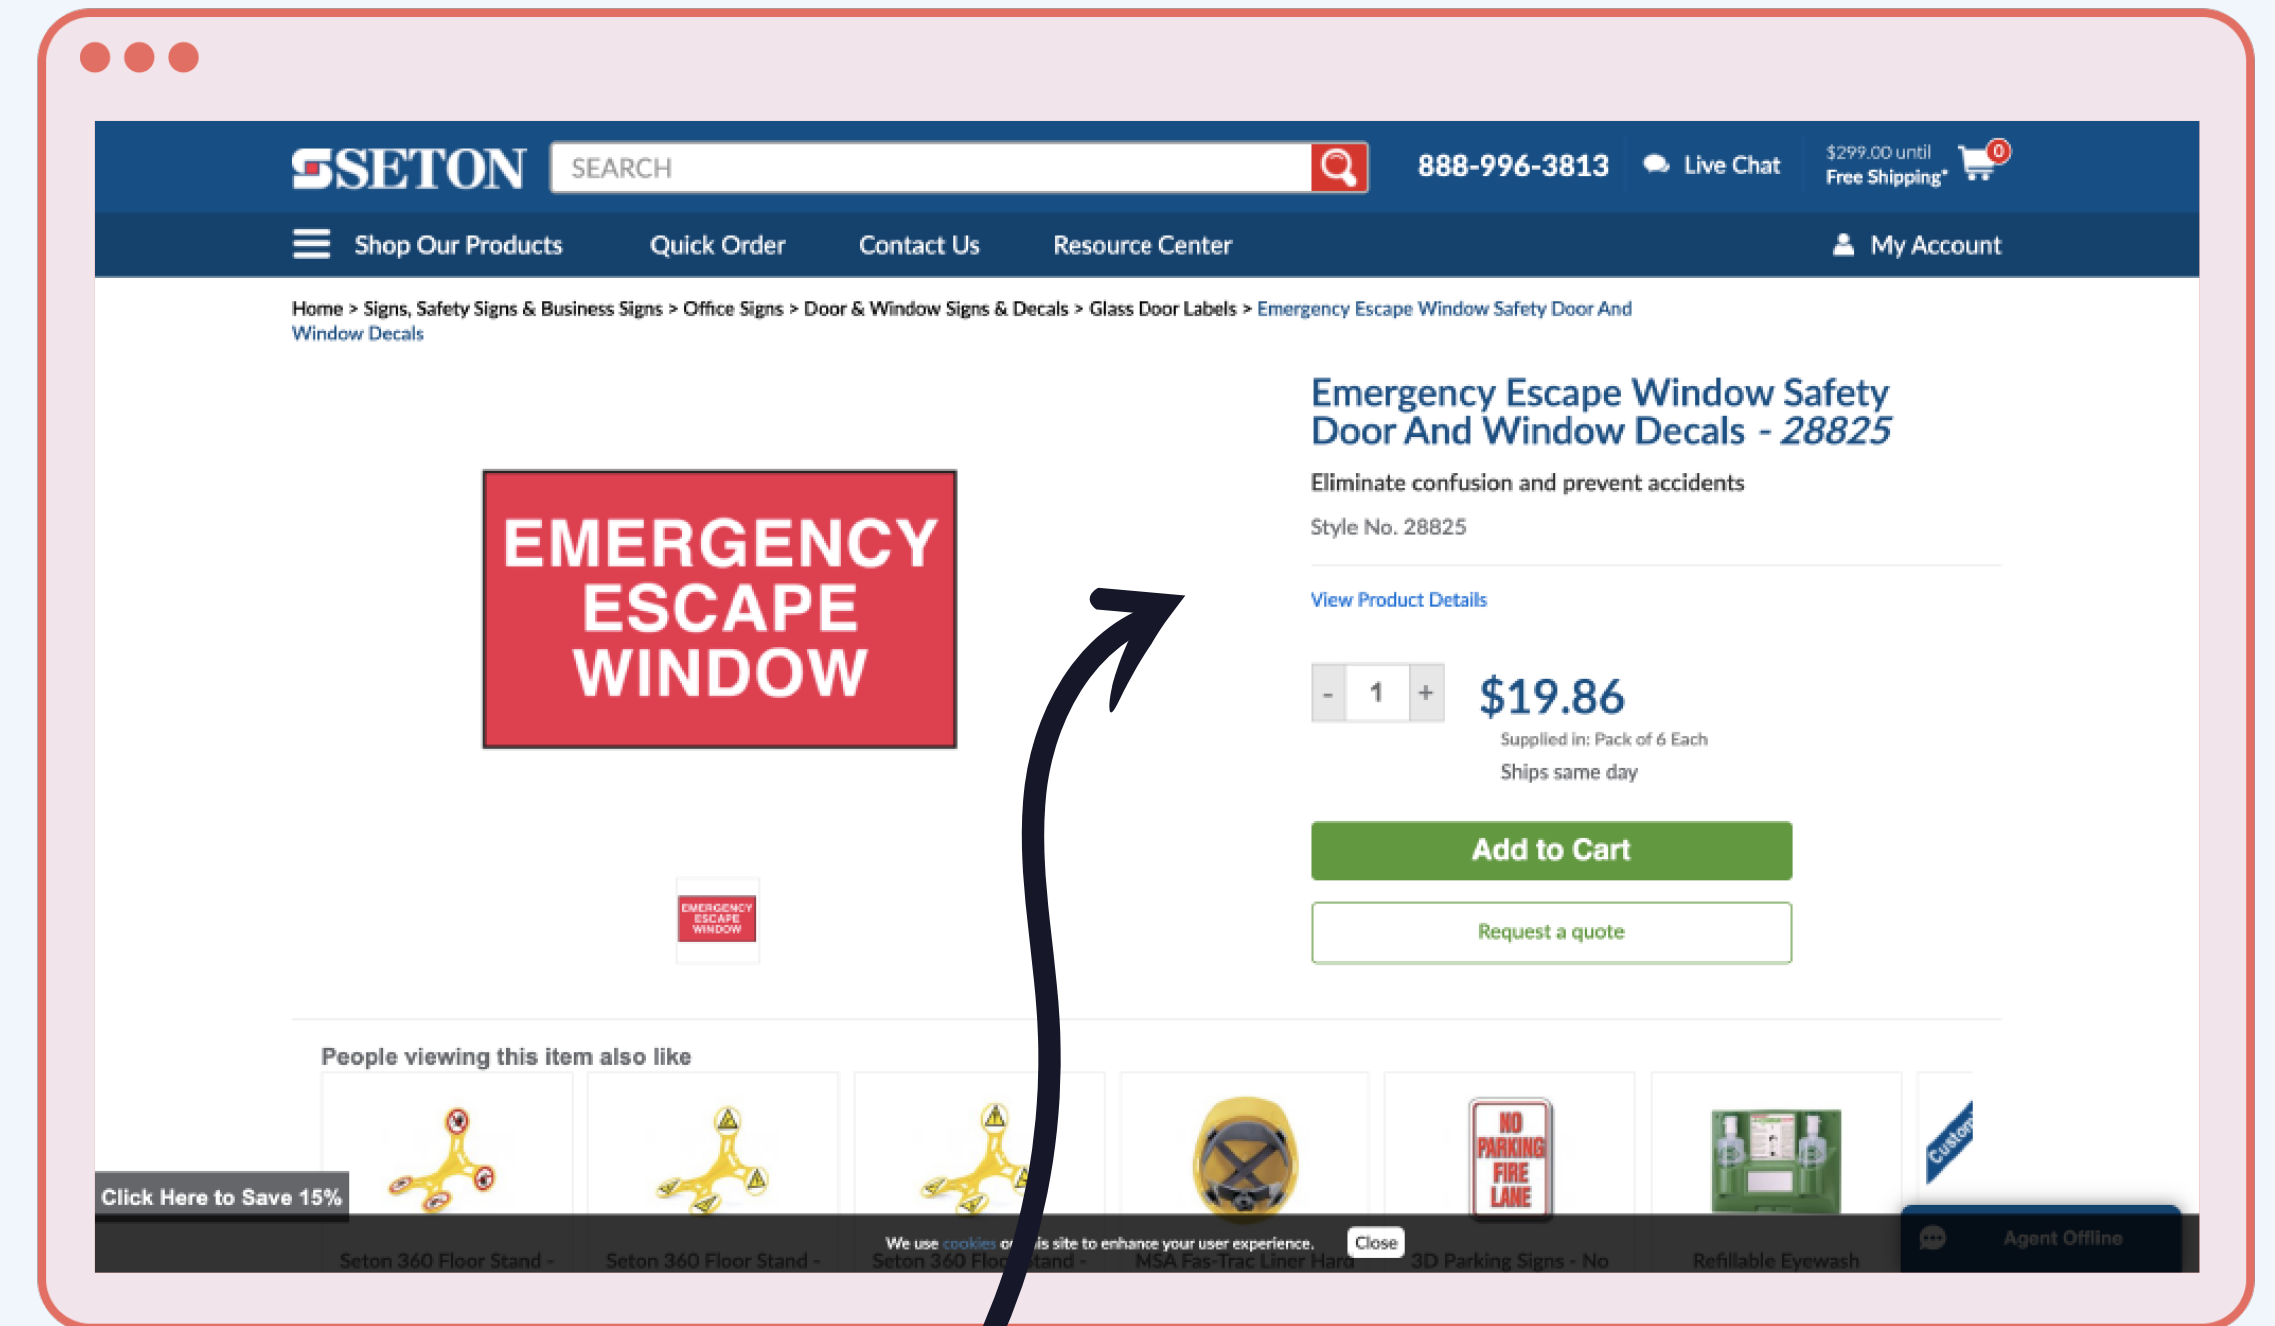 SETON
SEARCH
888-996-3813
Live Chat
$299.00 until
Free Shipping*
0
Shop Our Products
Quick Order
Contact Us
Resource Center
My Account
Home > Signs, Safety Signs & Business Signs > Office Signs > Door & Window Signs & Decals > Glass Door Labels > Emergency Escape Window Safety Door And
Window Decals
EMERGENCY
ESCAPE
WINDOW
Emergency Escape Window Safety
Door And Window Decals - 28825
Eliminate confusion and prevent accidents
Style No. 28825
View Product Details
- 1 +
$19.86
Supplied in: Pack of 6 Each
Ships same day
Add to Cart
Request a quote
EMERGENCY
ESCAPE
WINDOW
People viewing this item also like
NO
PARKING
FIRE
LANE
Custom
Click Here to Save 15%
We use cookies is site to enhance your user experience.
Close
Agent Offline
Seton 360 Floor Stand -
Seton 360 Floor Stand -
Seton 360 Floor Stand -
MSA Fas-Trac Liner Hard
3D Parking Signs - No
Refillable Eyewash